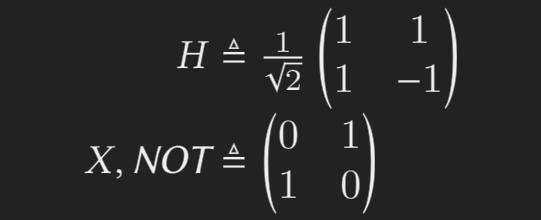 H ≜ 1/√2 ( 1 1
1 −1 )
X, NOT ≜ ( 0 1
1 0 )